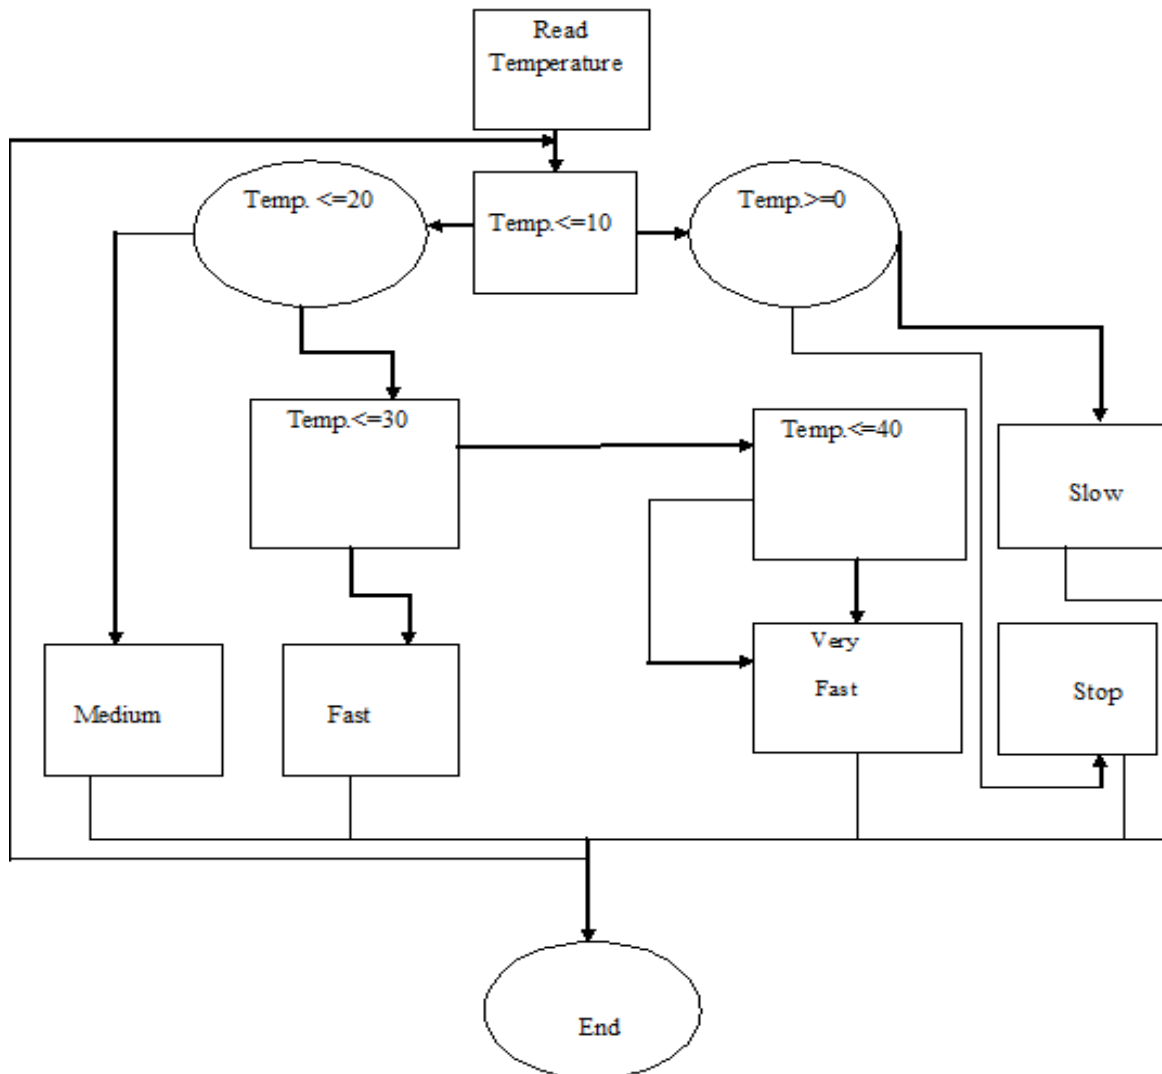 Read
Temperature
Temp. <=20
Temp.<=10
Temp.>=0
Temp.<=30
Temp.<=40
Slow
Medium
Fast
Very
Fast
Stop
End